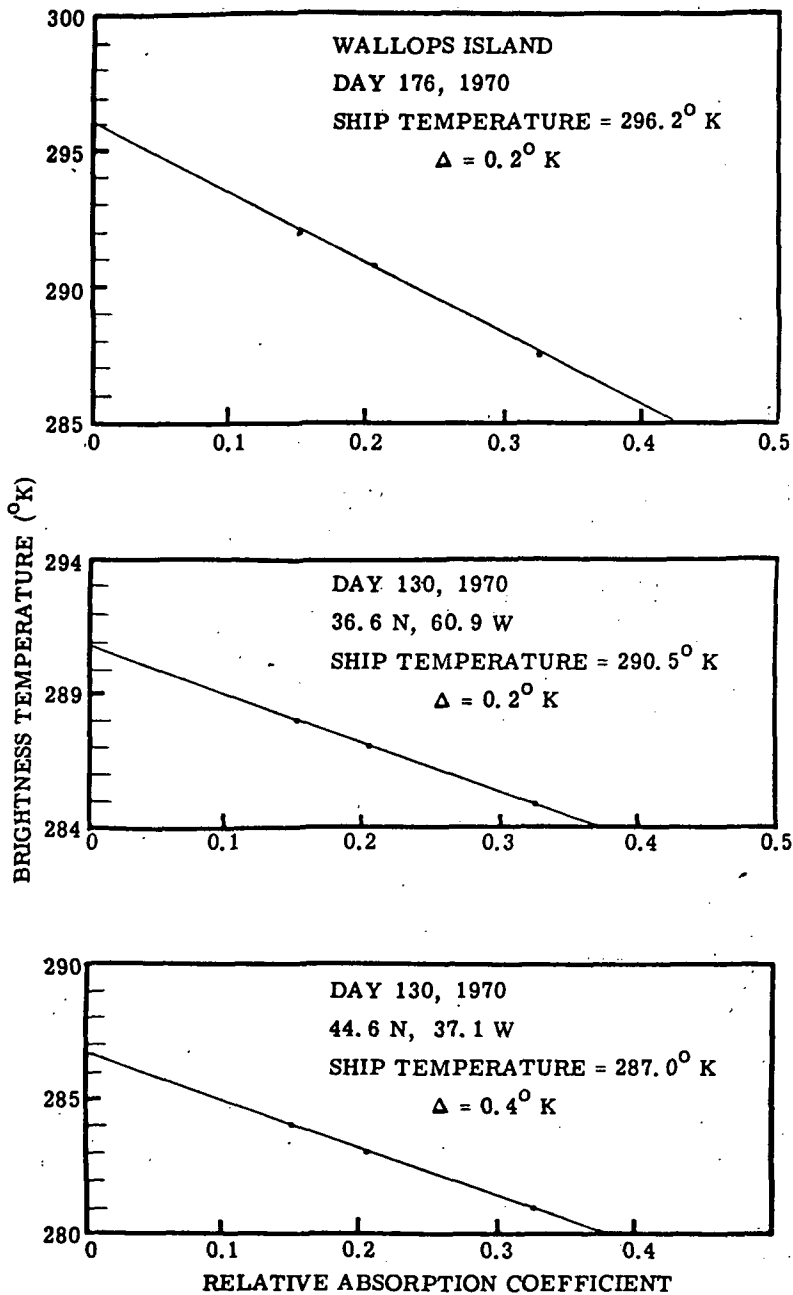 300
WALLOPS ISLAND
DAY 176, 1970
SHIP TEMPERATURE = 296.2° K
Δ = 0.2° K
295
290
285
0 0.1 0.2 0.3 0.4 0.5
BRIGHTNESS TEMPERATURE (°K)
294
DAY 130, 1970
36.6 N, 60.9 W
SHIP TEMPERATURE = 290.5° K
Δ = 0.2° K
289
284
0 0.1 0.2 0.3 0.4 0.5
290
DAY 130, 1970
44.6 N, 37.1 W
SHIP TEMPERATURE = 287.0° K
Δ = 0.4° K
285
280
0 0.1 0.2 0.3 0.4
RELATIVE ABSORPTION COEFFICIENT